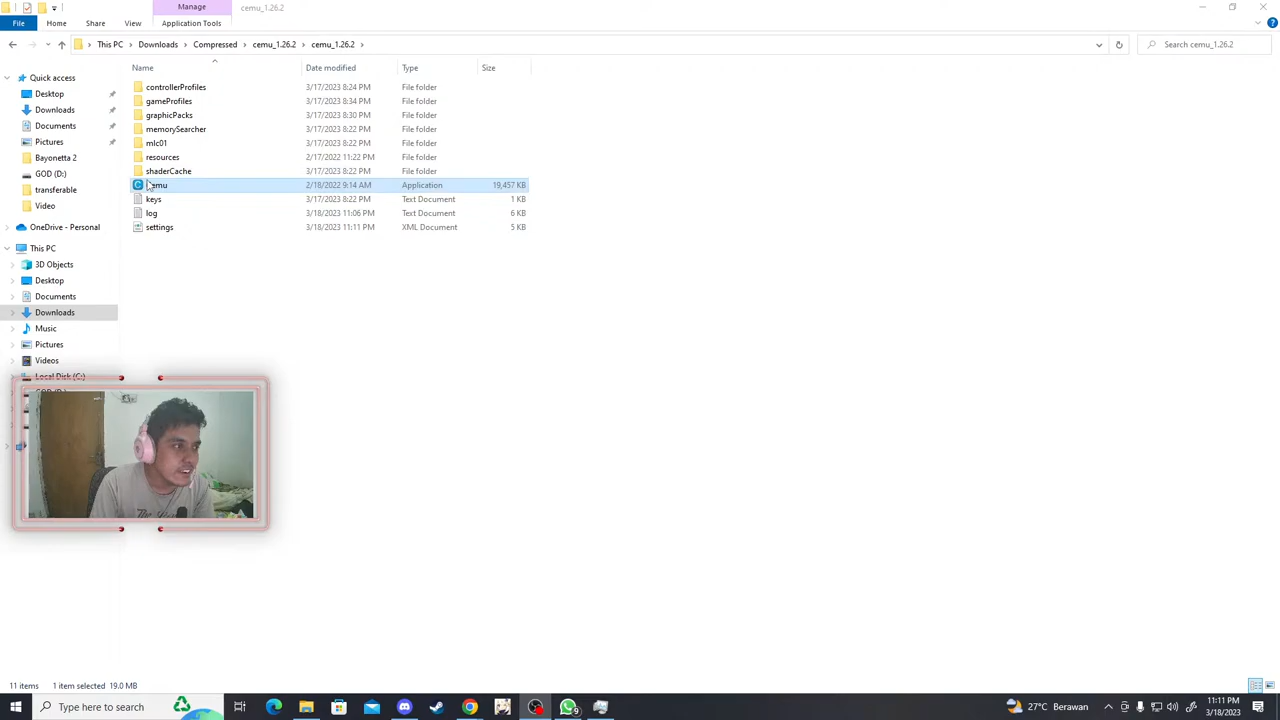 Manage
cemu_1.26.2
File
Home
Share
View
Application Tools
This PC
Downloads
Compressed
cemu_1.26.2
cemu_1.26.2
Search cemu_1.26.2
Name
Date modified
Type
Size
Quick access
Desktop
Downloads
Documents
Pictures
Bayonetta 2
GOD (D:)
transferable
Video
OneDrive - Personal
This PC
3D Objects
Desktop
Documents
Downloads
Music
Pictures
Videos
Local Disk (C:)
controllerProfiles 3/17/2023 8:24 PM File folder
gameProfiles 3/17/2023 8:34 PM File folder
graphicPacks 3/17/2023 8:30 PM File folder
memorySearcher 3/17/2023 8:22 PM File folder
mlc01 3/17/2023 8:22 PM File folder
resources 2/17/2022 11:22 PM File folder
shaderCache 3/17/2023 8:22 PM File folder
2/18/2022 9:14 AM Application 19,457 KB
keys 3/17/2023 8:22 PM Text Document 1 KB
log 3/18/2023 11:06 PM Text Document 6 KB
settings 3/18/2023 11:11 PM XML Document 5 KB
11 items
1 item selected 19.0 MB
Type here to search
9
27°C Berawan
11:11 PM
3/18/2023